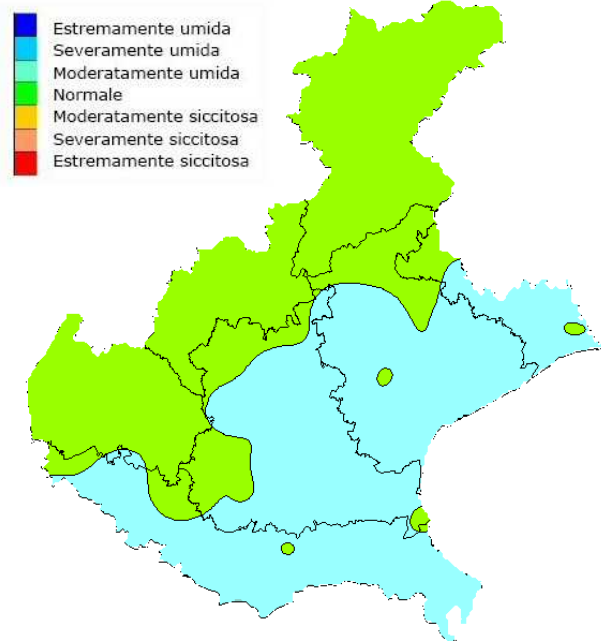 Estremamente umida
Severamente umida
Moderatamente umida
Normale
Moderatamente siccitosa
Severamente siccitosa
Estremamente siccitosa